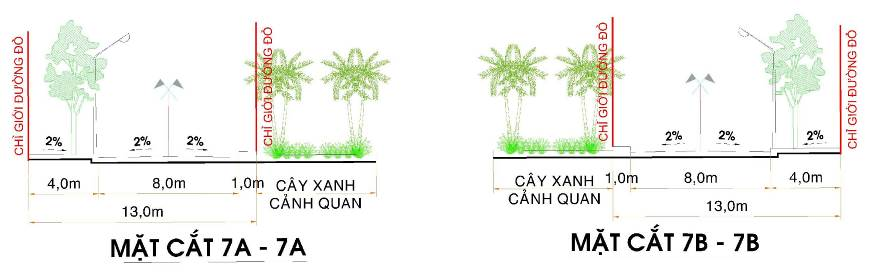 CHỈ GIỚI ĐƯỜNG ĐỎ
CHỈ GIỚI ĐƯỜNG ĐỎ
2%
2%
2%
4,0m
8,0m
1,0m
CÂY XANH
CẢNH QUAN
13,0m
MẶT CẮT 7A - 7A
CHỈ GIỚI ĐƯỜNG ĐỎ
CHỈ GIỚI ĐƯỜNG ĐỎ
2%
2%
2%
CÂY XANH
CẢNH QUAN
1,0m
8,0m
4,0m
13,0m
MẶT CẮT 7B - 7B